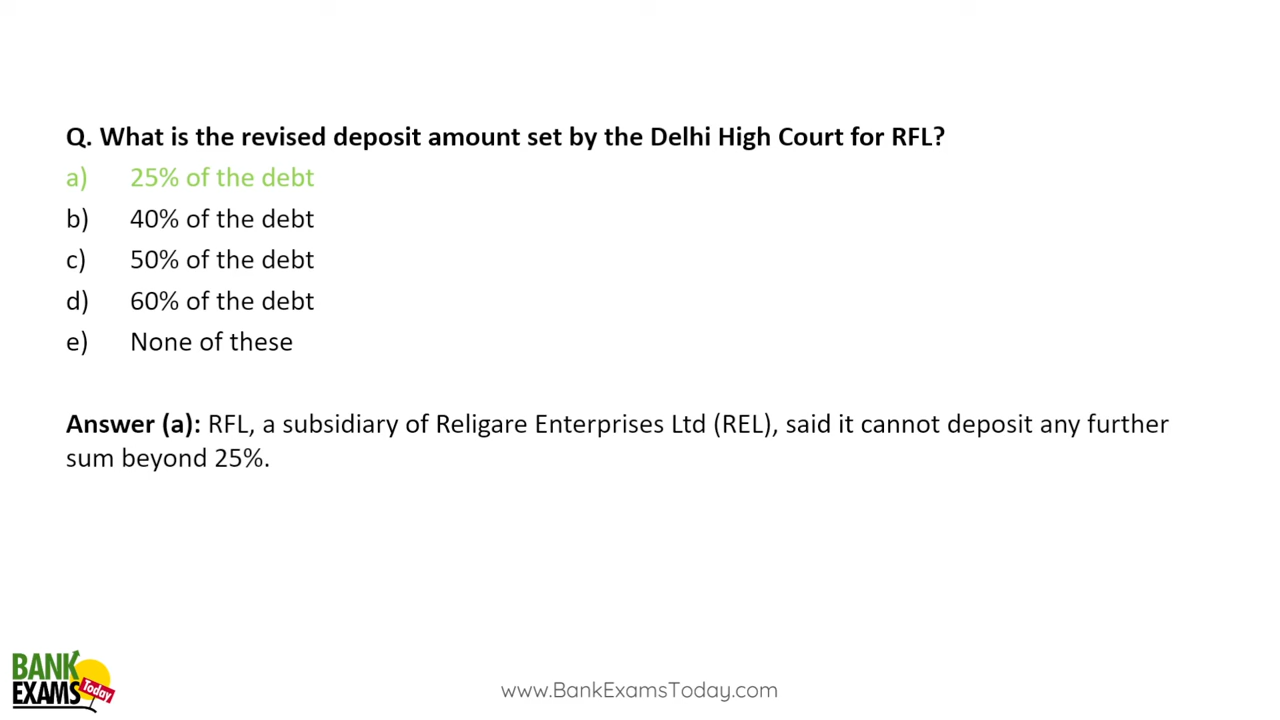 Q. What is the revised deposit amount set by the Delhi High Court for RFL?
a) 25% of the debt
b) 40% of the debt
c) 50% of the debt
d) 60% of the debt
e) None of these
Answer (a): RFL, a subsidiary of Religare Enterprises Ltd (REL), said it cannot deposit any further
sum beyond 25%.
BANK
EXAMS Today
www.BankExamsToday.com